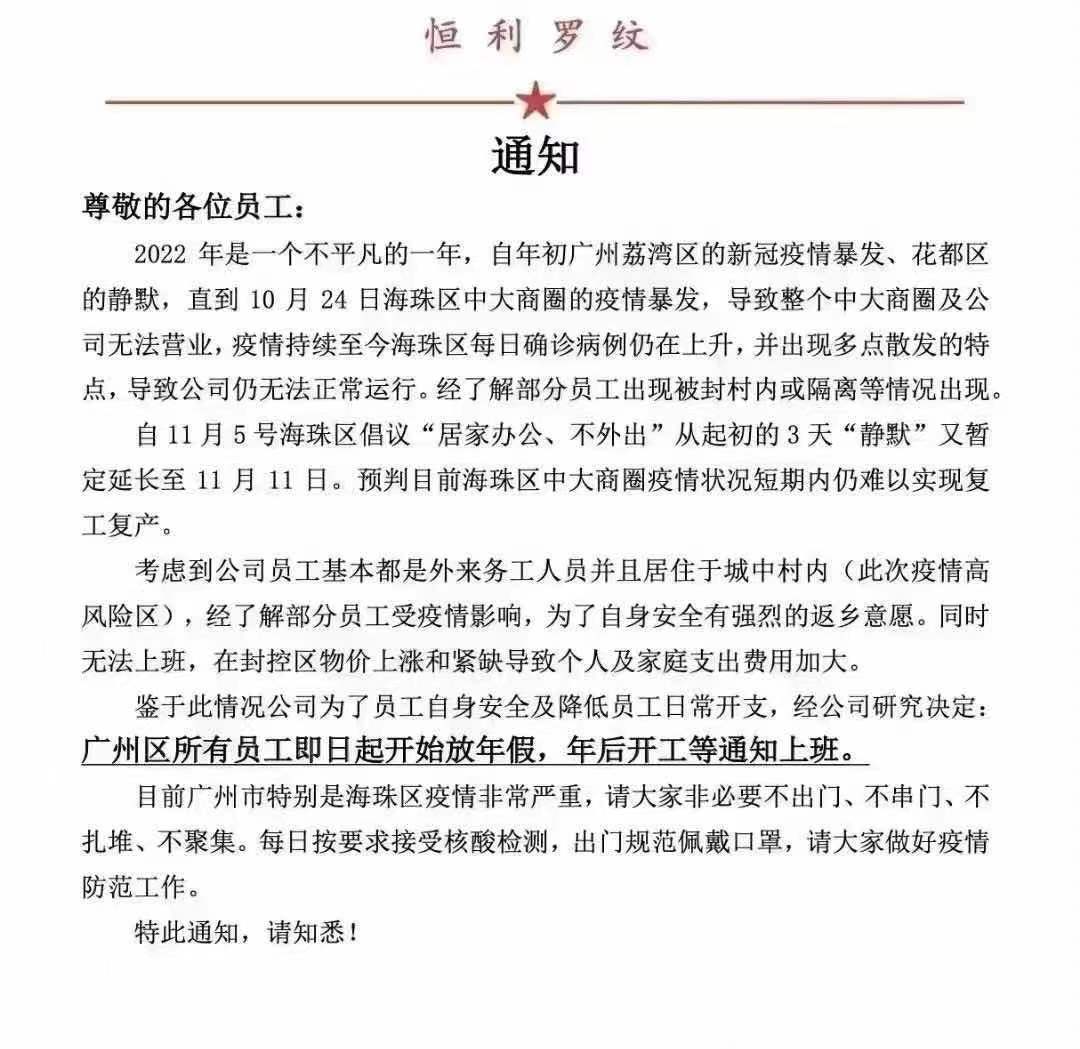 恒利罗纹
通知
尊敬的各位员工：
2022 年是一个不平凡的一年，自年初广州荔湾区的新冠疫情暴发、花都区
的静默，直到 10 月 24 日海珠区中大商圈的疫情暴发，导致整个中大商圈及公
司无法营业，疫情持续至今海珠区每日确诊病例仍在上升，并出现多点散发的特
点，导致公司仍无法正常运行。经了解部分员工出现被封村内或隔离等情况出现。
自 11 月 5 号海珠区倡议“居家办公、不外出”从起初的 3 天“静默”又暂
定延长至 11 月 11 日。预判目前海珠区中大商圈疫情状况短期内仍难以实现复
工复产。
考虑到公司员工基本都是外来务工人员并且居住于城中村内（此次疫情高
风险区），经了解部分员工受疫情影响，为了自身安全有强烈的返乡意愿。同时
无法上班，在封控区物价上涨和紧缺导致个人及家庭支出费用加大。
鉴于此情况公司为了员工自身安全及降低员工日常开支，经公司研究决定：
广州区所有员工即日起开始放年假，年后开工等通知上班。
目前广州市特别是海珠区疫情非常严重，请大家非必要不出门、不串门、不
扎堆、不聚集。每日按要求接受核酸检测，出门规范佩戴口罩，请大家做好疫情
防范工作。
特此通知，请知悉！